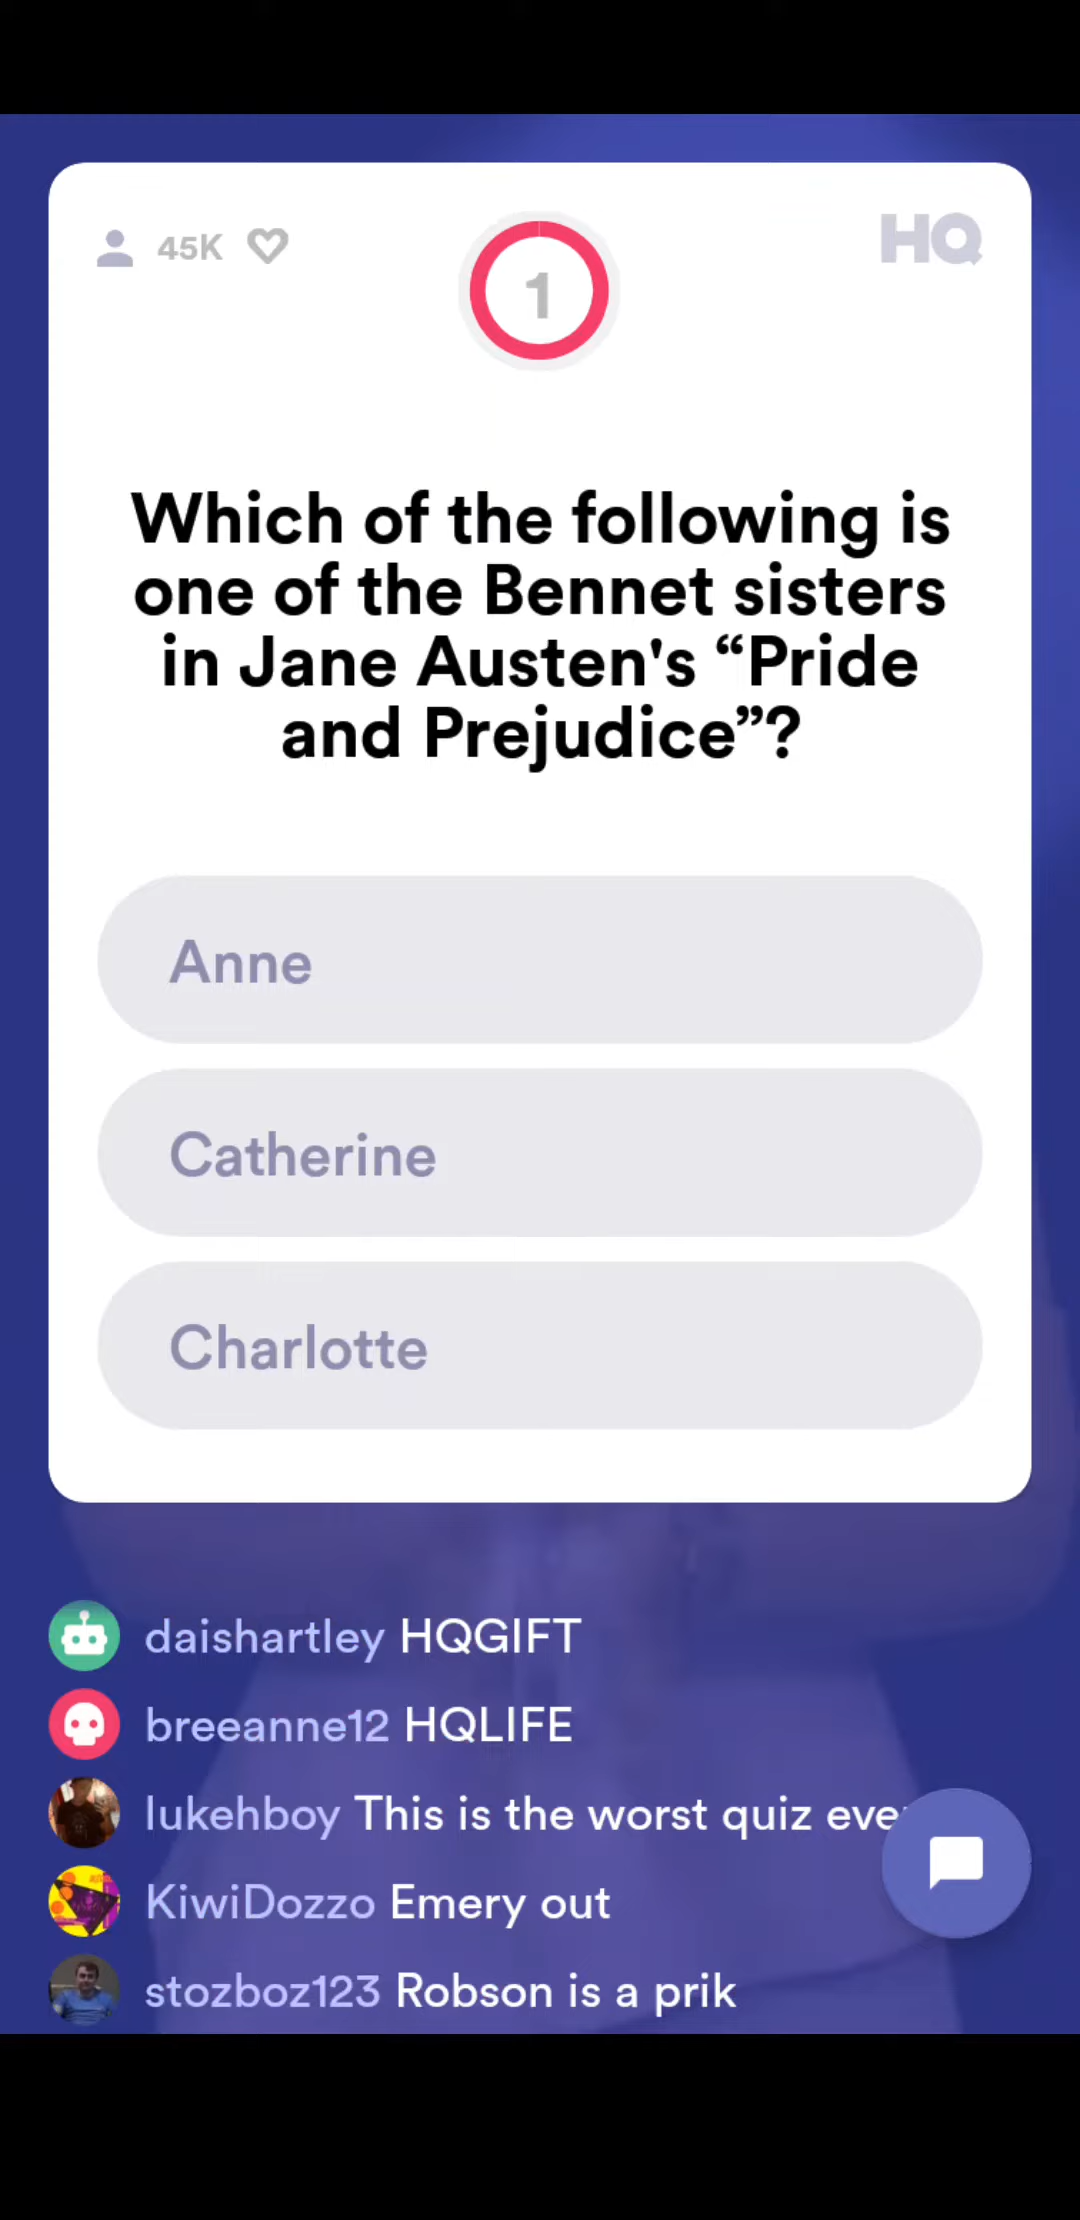 45K
1
HQ
Which of the following is
one of the Bennet sisters
in Jane Austen's “Pride
and Prejudice”?
Anne
Catherine
Charlotte
daishartley HQGIFT
breeanne12 HQLIFE
lukehboy This is the worst quiz eve
KiwiDozzo Emery out
stozboz123 Robson is a prik